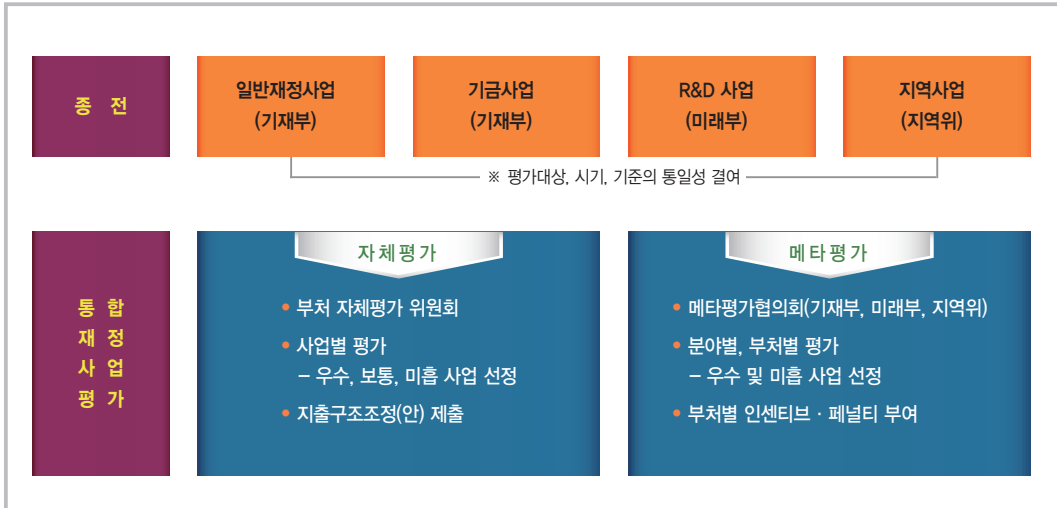 종 전
일반재정사업
(기재부)
기금사업
(기재부)
R&D 사업
(미래부)
지역사업
(지역위)
※ 평가대상, 시기, 기준의 통일성 결여
통 합
재 정
사 업
평 가
자체평가
• 부처 자체평가 위원회
• 사업별 평가
– 우수, 보통, 미흡 사업 선정
• 지출구조조정(안) 제출
메타평가
• 메타평가협의회(기재부, 미래부, 지역위)
• 분야별, 부처별 평가
– 우수 및 미흡 사업 선정
• 부처별 인센티브 · 페널티 부여